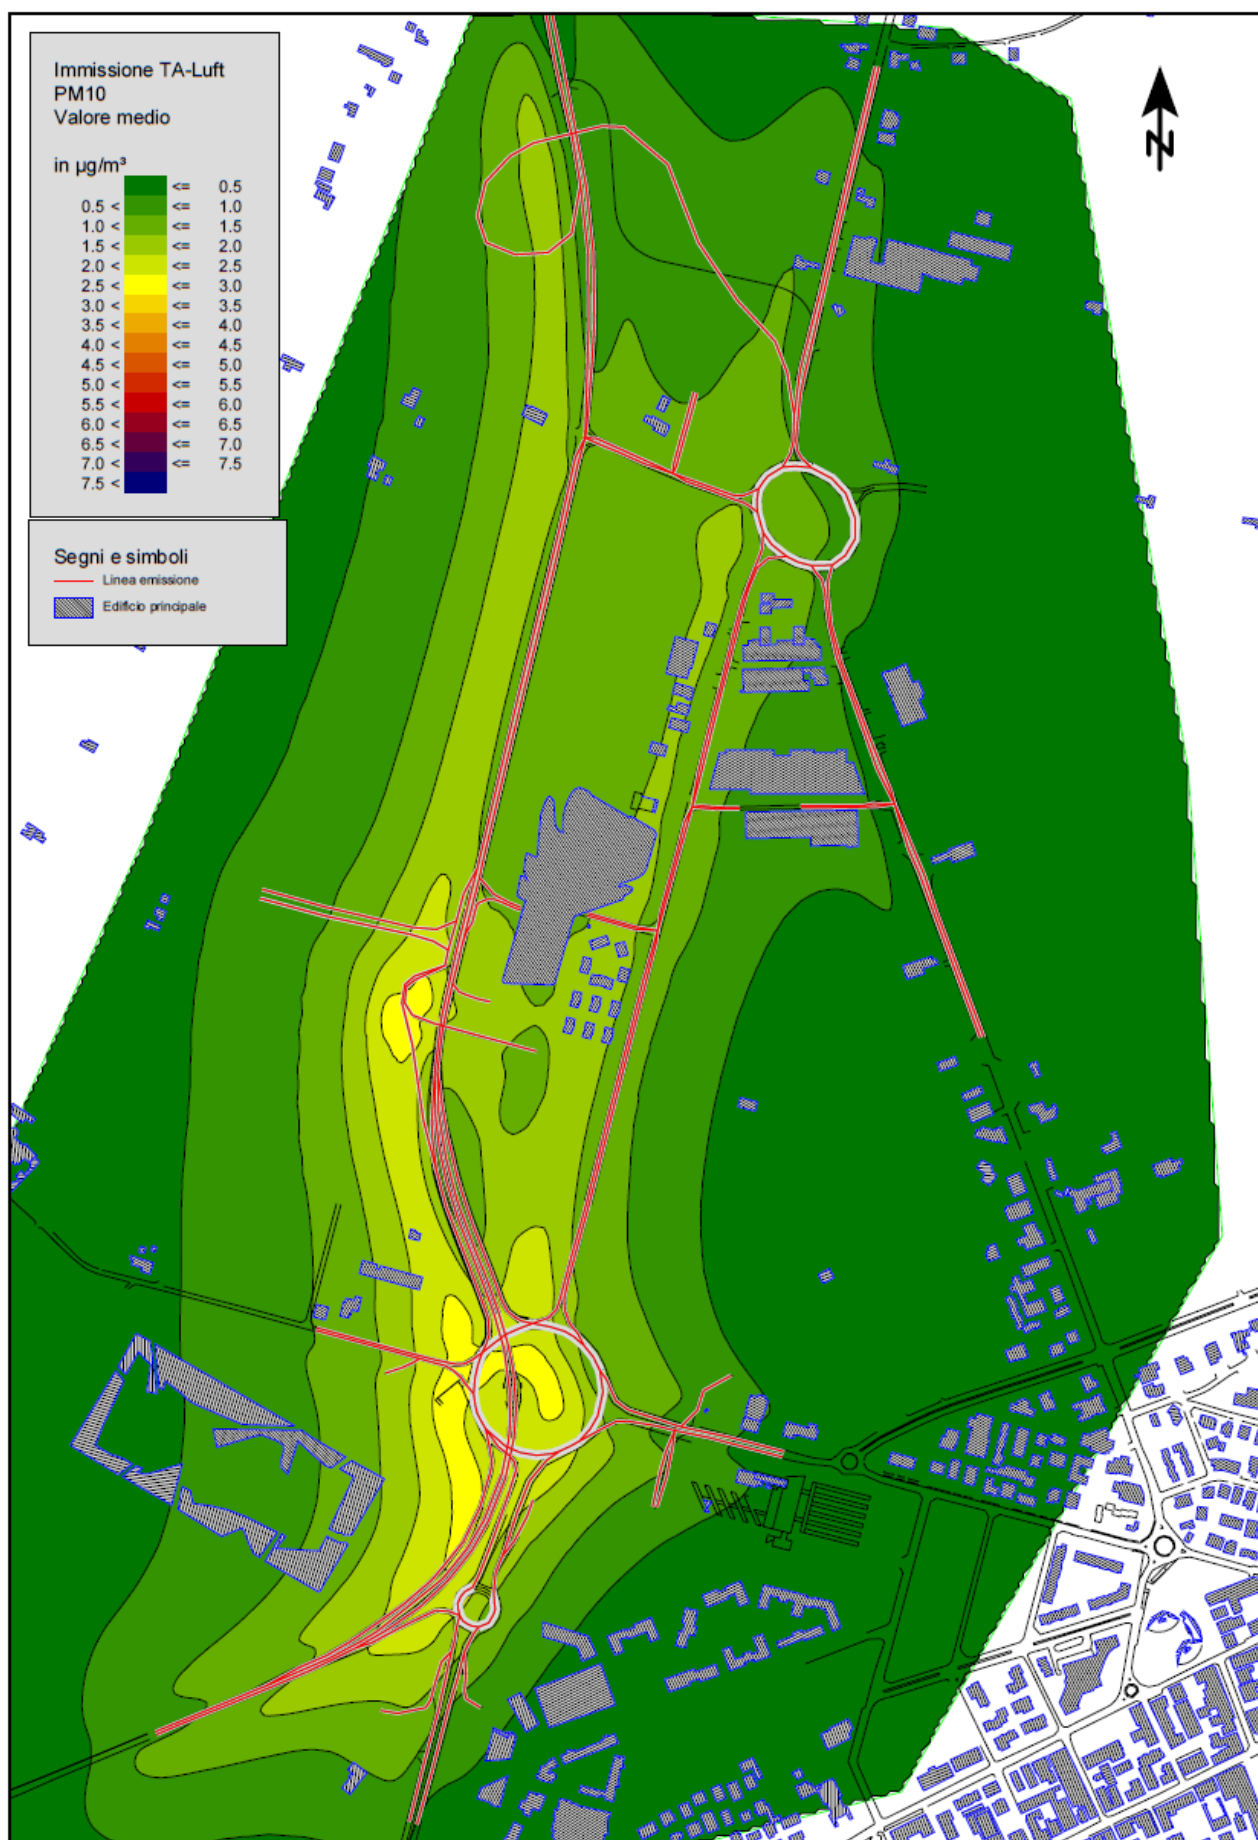 Immissione TA-Luft
PM10
Valore medio
in µg/m³
<= 0.5
0.5 < <= 1.0
1.0 < <= 1.5
1.5 < <= 2.0
2.0 < <= 2.5
2.5 < <= 3.0
3.0 < <= 3.5
3.5 < <= 4.0
4.0 < <= 4.5
4.5 < <= 5.0
5.0 < <= 5.5
5.5 < <= 6.0
6.0 < <= 6.5
6.5 < <= 7.0
7.0 < <= 7.5
7.5 <
Segni e simboli
Linea emissione
Edificio principale
N